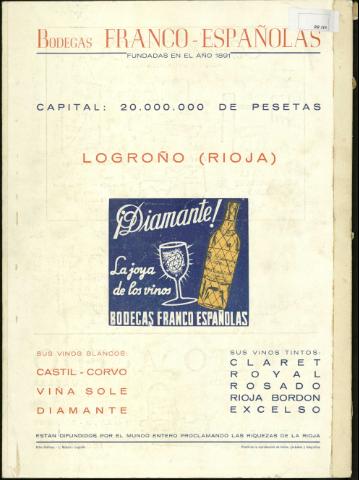 BODEGAS FRANCO-ESPAÑOLAS
FUNDADAS EN EL AÑO 1891
CAPITAL: 20.000.000 DE PESETAS
LOGROÑO (RIOJA)
¡Diamante!
La joya
de los vinos
BODEGAS FRANCO ESPAÑOLAS
SUS VINOS BLANCOS:
CASTIL-CORVO
VIÑA SOLE
DIAMANTE
SUS VINOS TINTOS:
CLARET
ROYAL
ROSADO
RIOJA BORDON
EXCELSO
ESTÁN DIFUNDIDOS POR EL MUNDO ENTERO PROCLAMANDO LAS RIQUEZAS DE LA RIOJA